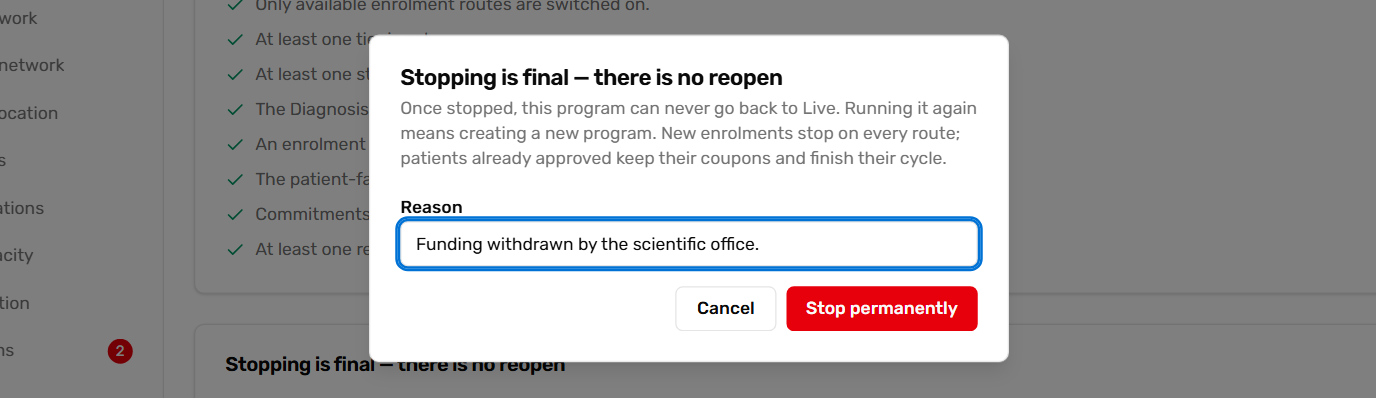 work
network
ocation
s
ations
acity
tion
ns
2
Only available enrolment routes are switched on.
At least one
At least one
The Diagnosis
An enrolment
The patient-fa
Commitments
At least one re
Stopping is final — there is no reopen
Once stopped, this program can never go back to Live. Running it again
means creating a new program. New enrolments stop on every route;
patients already approved keep their coupons and finish their cycle.
Reason
Funding withdrawn by the scientific office.
Cancel
Stop permanently
Stopping is final — there is no reopen